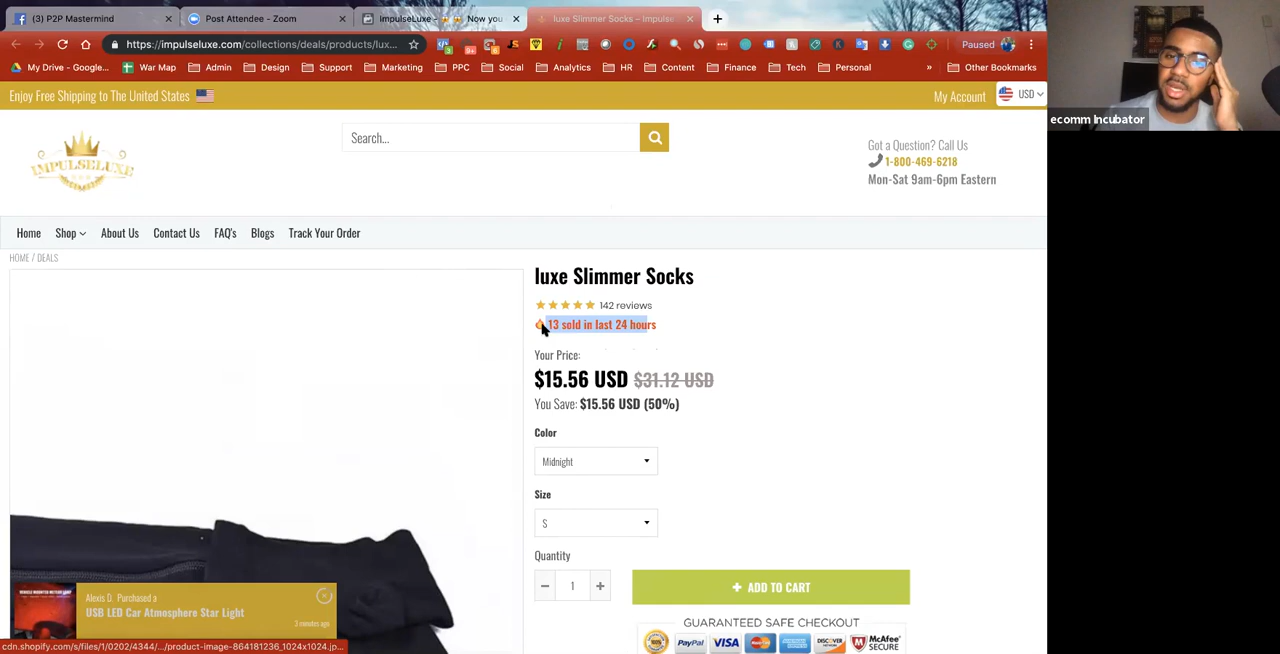 (3) P2P Mastermind
Post Attendee - Zoom
ImpulseLuxe - Now you
luxe Slimmer Socks – Impuls
https://impulseluxe.com/collections/deals/products/lux...
Paused
My Drive - Google...
War Map
Admin
Design
Support
Marketing
PPC
Social
Analytics
HR
Content
Finance
Tech
Personal
»
Other Bookmarks
ecomm Incubator
Enjoy Free Shipping to The United States
My Account
USD
IMPULSELUXE
Search...
Got a Question? Call Us
1-800-469-6218
Mon-Sat 9am-6pm Eastern
Home
Shop
About Us
Contact Us
FAQ's
Blogs
Track Your Order
HOME / DEALS
luxe Slimmer Socks
142 reviews
13 sold in last 24 hours
Your Price:
$15.56 USD $31.12 USD
You Save: $15.56 USD (50%)
Color
Midnight
Size
S
Quantity
1
+ ADD TO CART
GUARANTEED SAFE CHECKOUT
PayPal VISA DISCOVER McAfee SECURE
Alexis D. Purchased a
USB LED Car Atmosphere Star Light
3 minutes ago
cdn.shopify.com/s/files/1/0202/4344/.../product-image-864181236_1024x1024.jp...